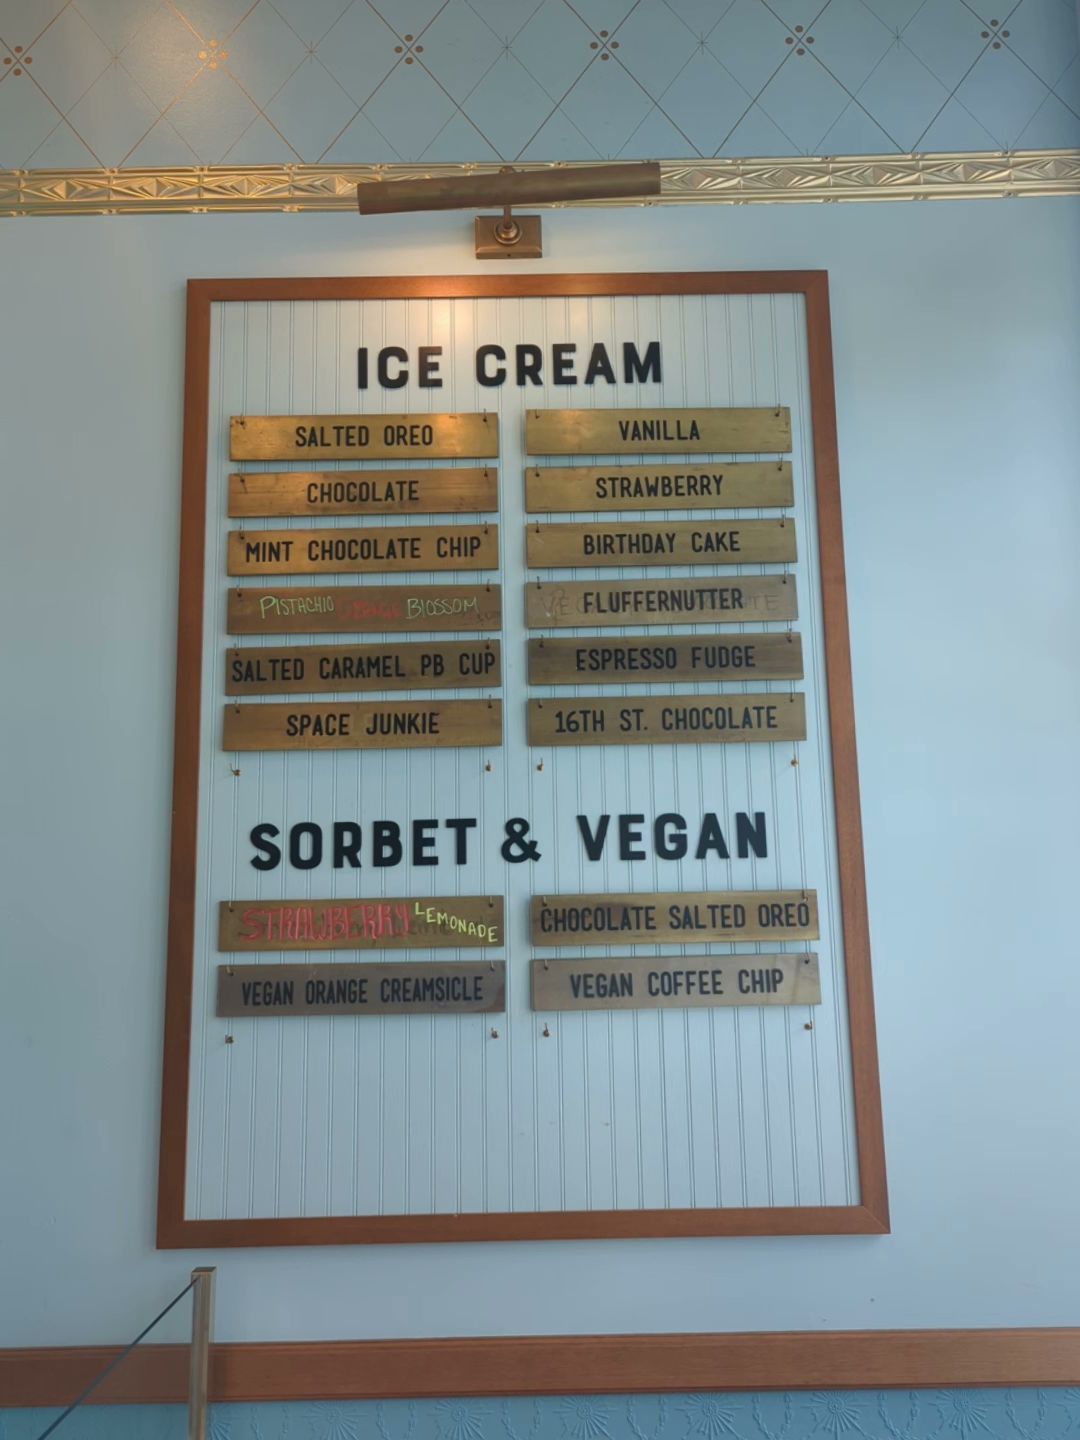 ICE CREAM
SALTED OREO
CHOCOLATE
MINT CHOCOLATE CHIP
PISTACHIO BLOSSOM
SALTED CARAMEL PB CUP
SPACE JUNKIE
VANILLA
STRAWBERRY
BIRTHDAY CAKE
FLUFFERNUTTER
ESPRESSO FUDGE
16TH ST. CHOCOLATE
SORBET & VEGAN
STRAWBERRY LEMONADE
VEGAN ORANGE CREAMSICLE
CHOCOLATE SALTED OREO
VEGAN COFFEE CHIP